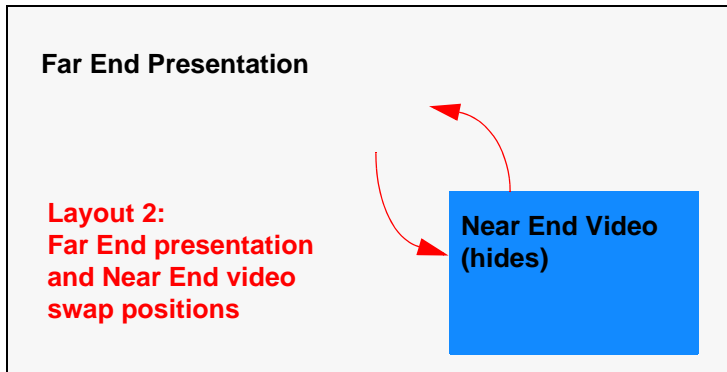 Far End Presentation
Layout 2:
Far End presentation
and Near End video
swap positions
Near End Video
(hides)